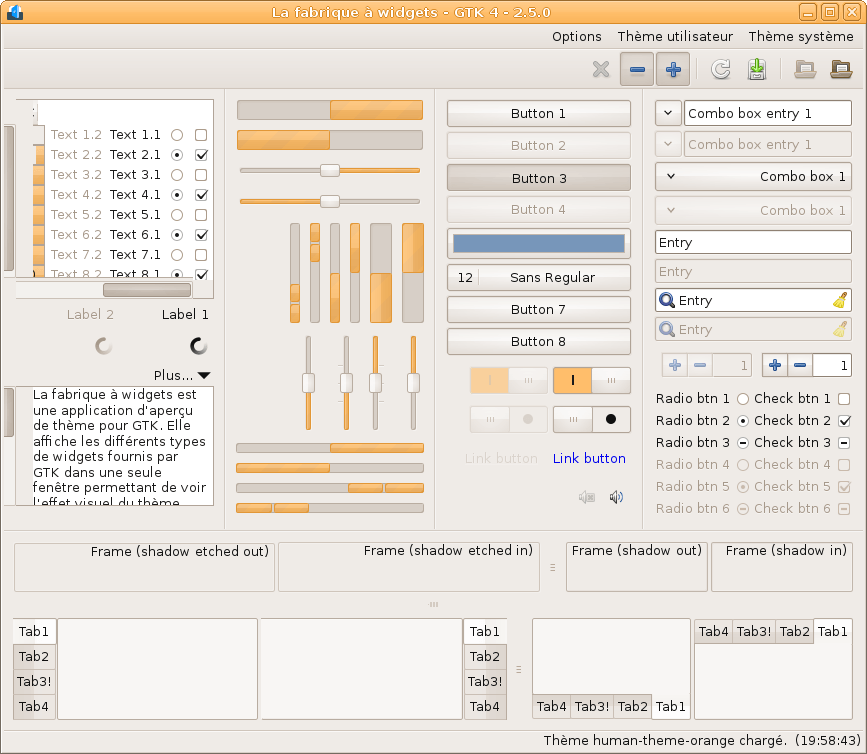 La fabrique à widgets - GTK 4 - 2.5.0
Options Thème utilisateur Thème système
Text 1.2 Text 1.1
Text 2.2 Text 2.1
Text 3.2 Text 3.1
Text 4.2 Text 4.1
Text 5.2 Text 5.1
Text 6.2 Text 6.1
Text 7.2 Text 7.1
Text 8.2 Text 8.1
Label 2 Label 1
Plus...
La fabrique à widgets est
une application d'aperçu
de thème pour GTK. Elle
affiche les différents types
de widgets fournis par
GTK dans une seule
fenêtre permettant de voir
l'effet visuel du thème
Button 1
Button 2
Button 3
Button 4
12 Sans Regular
Button 7
Button 8
Link button Link button
Combo box entry 1
Combo box entry 1
Combo box 1
Combo box 1
Entry
Entry
Entry
Entry
1 1
Radio btn 1 Check btn 1
Radio btn 2 Check btn 2
Radio btn 3 Check btn 3
Radio btn 4 Check btn 4
Radio btn 5 Check btn 5
Radio btn 6 Check btn 6
Frame (shadow etched out) Frame (shadow etched in) Frame (shadow out) Frame (shadow in)
Tab1
Tab2
Tab3!
Tab4
Tab1
Tab2
Tab3!
Tab4
Tab4 Tab3! Tab2 Tab1
Tab4 Tab3! Tab2 Tab1
Thème human-theme-orange chargé. (19:58:43)